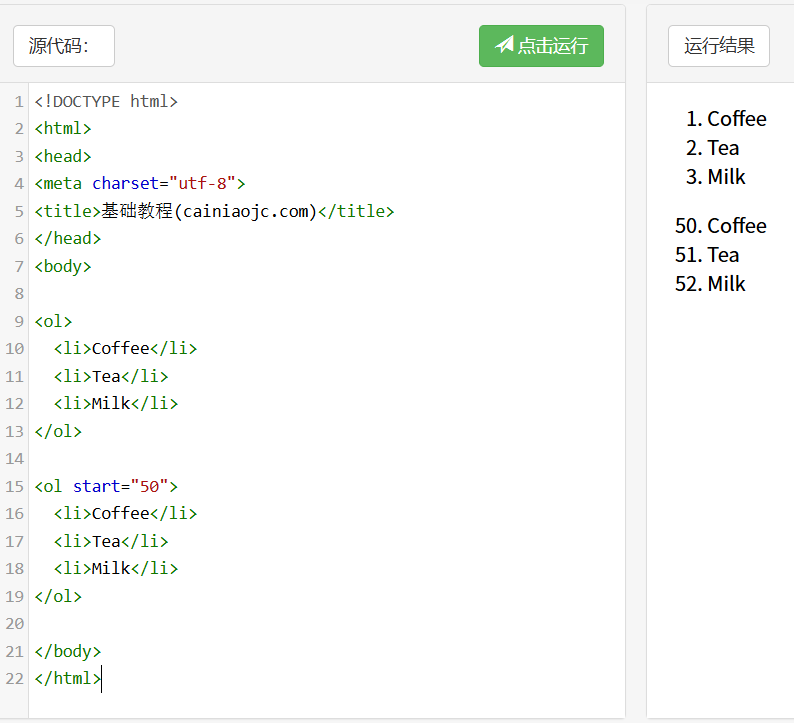 源代码：
点击运行
1 <!DOCTYPE html>
2 <html>
3 <head>
4 <meta charset="utf-8">
5 <title>基础教程(cainiaojc.com)</title>
6 </head>
7 <body>
8
9 <ol>
10   <li>Coffee</li>
11   <li>Tea</li>
12   <li>Milk</li>
13 </ol>
14
15 <ol start="50">
16   <li>Coffee</li>
17   <li>Tea</li>
18   <li>Milk</li>
19 </ol>
20
21 </body>
22 </html>
运行结果
1. Coffee
2. Tea
3. Milk
50. Coffee
51. Tea
52. Milk